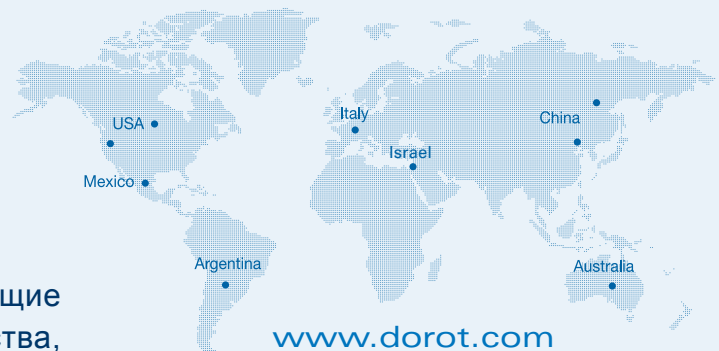 USA
Italy
China
Israel
Mexico
Argentina
Australia
щие
ства,
www.dorot.com